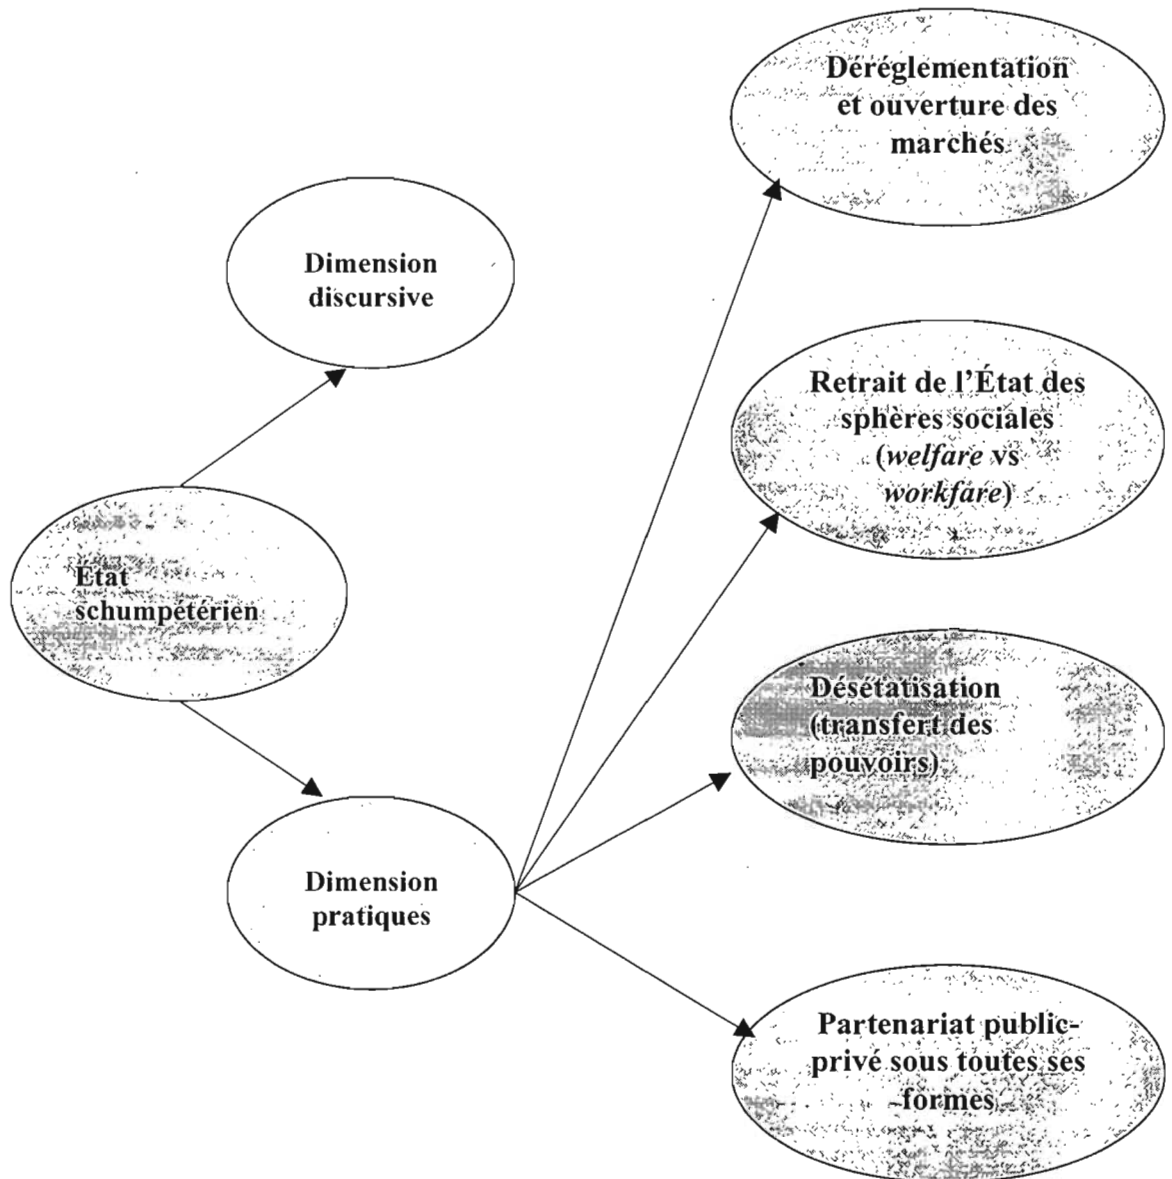 Déréglementation
et ouverture des
marchés
Dimension
discursive
Retrait de l'État des
sphères sociales
(welfare vs
workfare)
État
schumpétérien
Désétatisation
(transfert des
pouvoirs)
Dimension
pratiques
Partenariat public-
privé sous toutes ses
formes